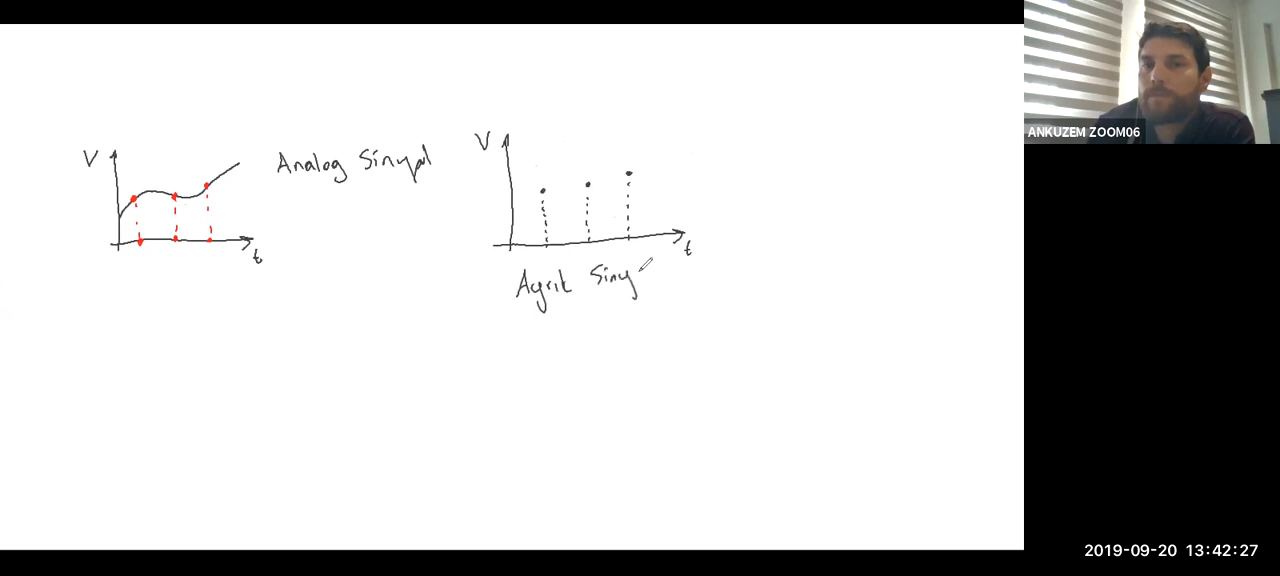 V
Analog Sinyal
t
V
t
Ayrık Siny
ANKUZEM ZOOM06
2019-09-20 13:42:27